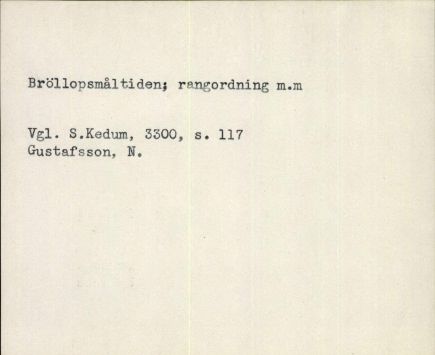 Bröllopsmåltiden; rangordning m.m
Vgl. S.Kedum, 3300, s. 117
Gustafsson, N.